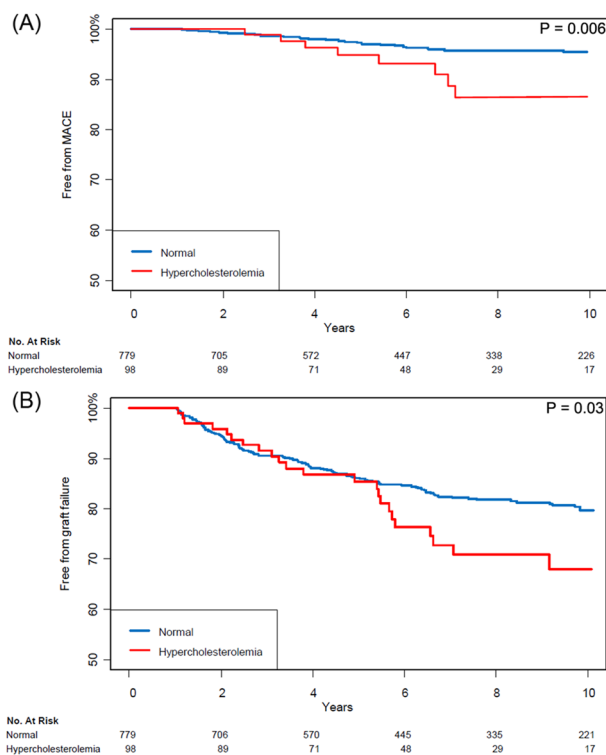 (A)
P = 0.006
100%
90
80
70
60
50
Free from MACE
Normal
Hypercholesterolemia
0 2 4 6 8 10
Years
No. At Risk
Normal 779 705 572 447 338 226
Hypercholesterolemia 98 89 71 48 29 17
(B)
P = 0.03
100%
90
80
70
60
50
Free from graft failure
Normal
Hypercholesterolemia
0 2 4 6 8 10
Years
No. At Risk
Normal 779 706 570 445 335 221
Hypercholesterolemia 98 89 71 48 29 17